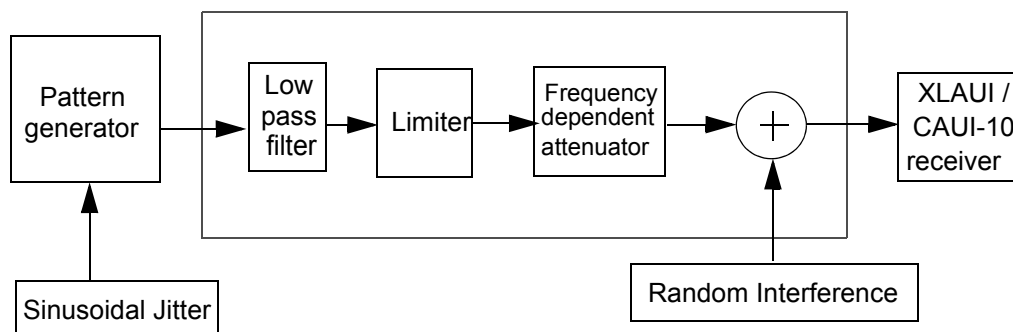 Pattern
generator
Low
pass
filter
Limiter
Frequency
dependent
attenuator
+
XLAUI /
CAUI-10
receiver
Sinusoidal Jitter
Random Interference